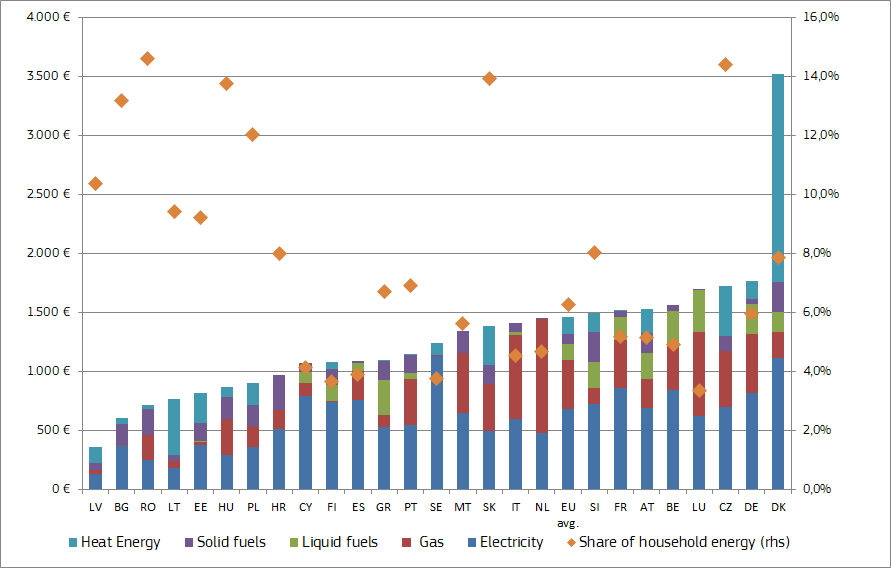 4.000 € 16,0%
3.500 € 14,0%
3.000 € 12,0%
2.500 € 10,0%
2.000 € 8,0%
1.500 € 6,0%
1.000 € 4,0%
500 € 2,0%
0 € 0,0%
LV BG RO LT EE HU PL HR CY FI ES GR PT SE MT SK IT NL EU SI FR AT BE LU CZ DE DK
avg.
Heat Energy Solid fuels Liquid fuels Gas Electricity Share of household energy (rhs)